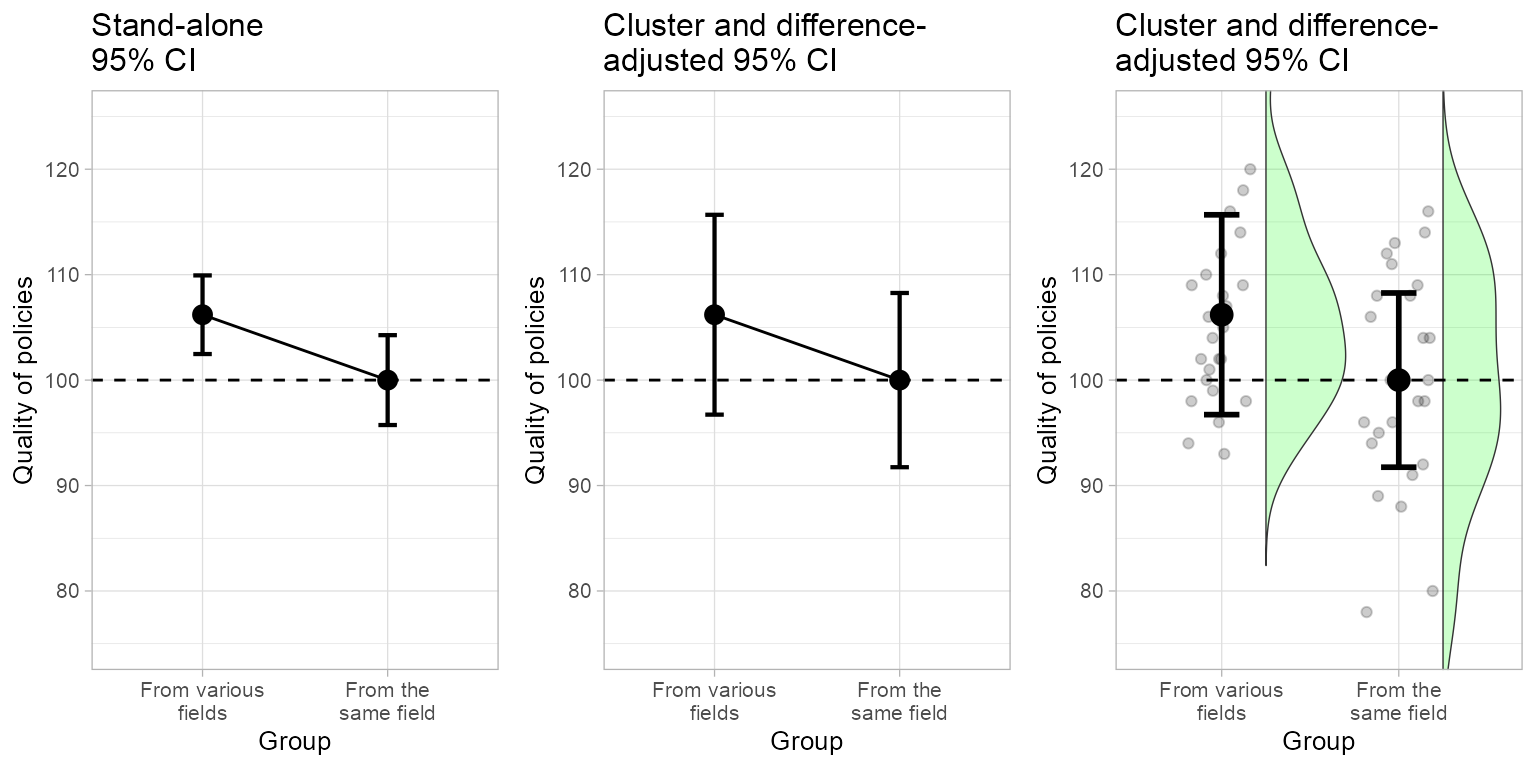 Stand-alone
95% CI
Quality of policies
120
110
100
90
80
From various
fields
From the
same field
Group
Cluster and difference-
adjusted 95% CI
Quality of policies
120
110
100
90
80
From various
fields
From the
same field
Group
Cluster and difference-
adjusted 95% CI
Quality of policies
120
110
100
90
80
From various
fields
From the
same field
Group